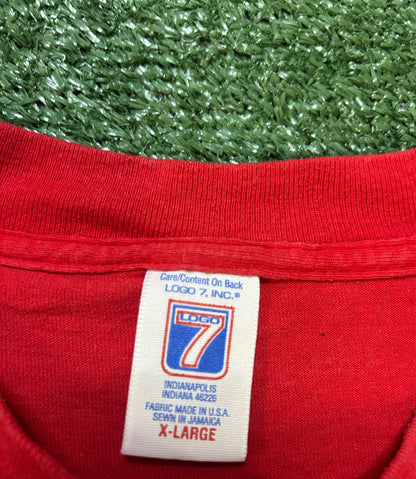 Care/Content On Back
LOGO 7, INC.®
LOGO
7
INDIANAPOLIS
INDIANA 46226
FABRIC MADE IN U.S.A.
SEWN IN JAMAICA
X-LARGE